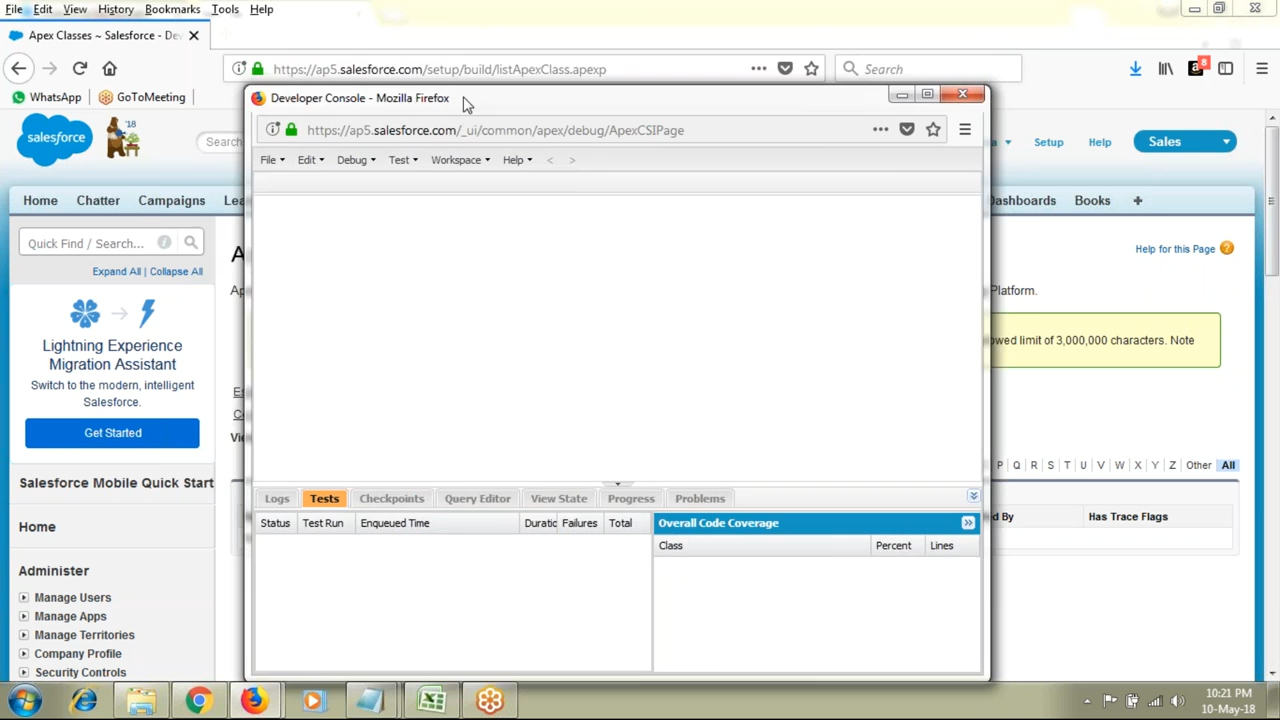 File Edit View History Bookmarks Tools Help
Apex Classes ~ Salesforce - De
https://ap5.salesforce.com/setup/build/listApexClass.apexp
Search
8
WhatsApp GoToMeeting
Developer Console - Mozilla Firefox
https://ap5.salesforce.com/_ui/common/apex/debug/ApexCSIPage
File Edit Debug Test Workspace Help < >
salesforce
'18
Sear
a Setup Help Sales
Home Chatter Campaigns Lea
Dashboards Books
Quick Find / Search...
Expand All | Collapse All
Help for this Page
A
Ap
Platform.
owed limit of 3,000,000 characters. Note
Lightning Experience
Migration Assistant
Switch to the modern, intelligent
Salesforce.
Get Started
Es
Vi
P Q R S T U V W X Y Z Other All
Salesforce Mobile Quick Start
Home
Administer
Manage Users
Manage Apps
Manage Territories
Company Profile
Security Controls
d By Has Trace Flags
Logs Tests Checkpoints Query Editor View State Progress Problems
Status Test Run Enqueued Time Duratic Failures Total
Overall Code Coverage
Class Percent Lines
10:21 PM
10-May-18